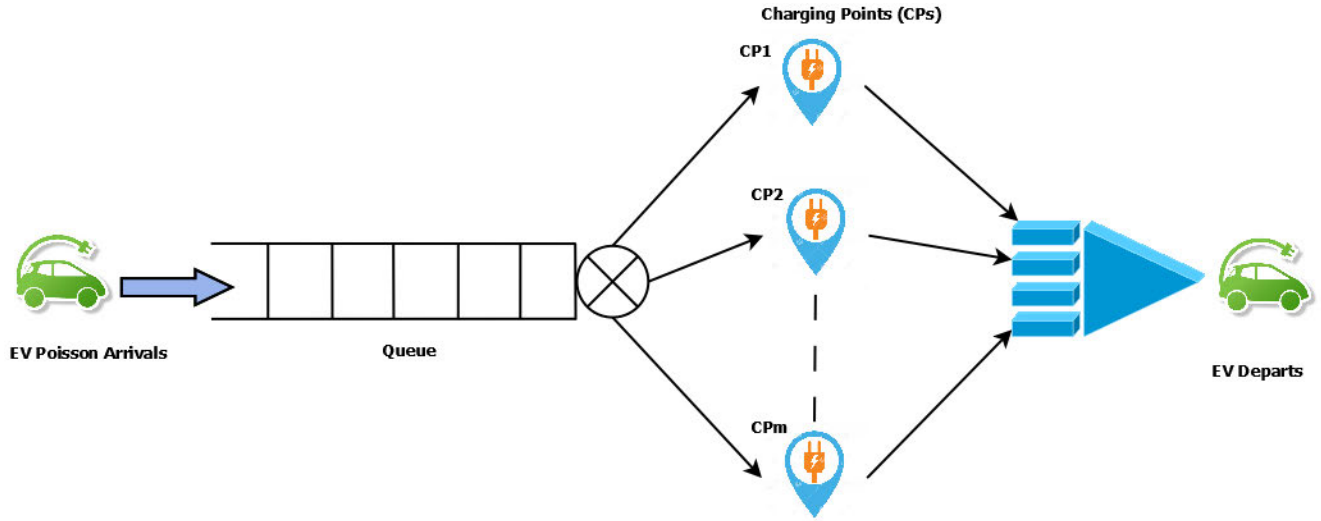 Charging Points (CPs)
CP1
CP2
EV Poisson Arrivals
Queue
EV Departs
CPm